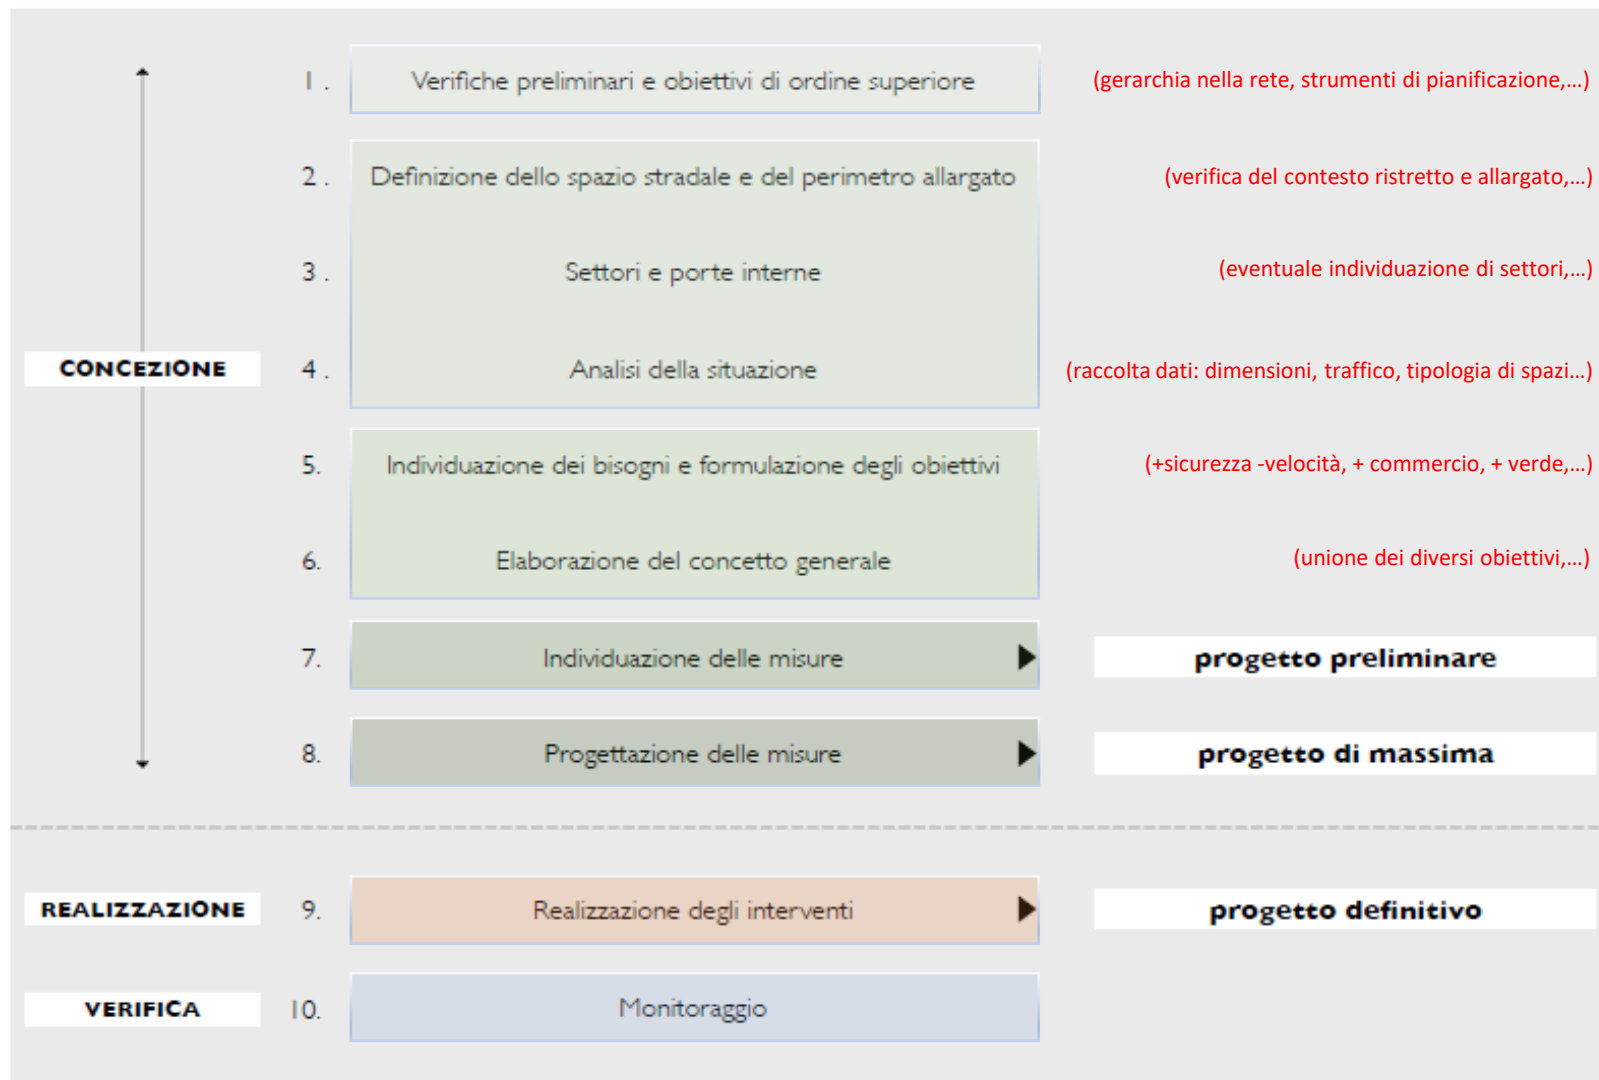 1. Verifiche preliminari e obiettivi di ordine superiore (gerarchia nella rete, strumenti di pianificazione,...)
2. Definizione dello spazio stradale e del perimetro allargato (verifica del contesto ristretto e allargato,...)
3. Settori e porte interne (eventuale individuazione di settori,...)
CONCEZIONE 4. Analisi della situazione (raccolta dati: dimensioni, traffico, tipologia di spazi...)
5. Individuazione dei bisogni e formulazione degli obiettivi (+sicurezza -velocità, + commercio, + verde,...)
6. Elaborazione del concetto generale (unione dei diversi obiettivi,...)
7. Individuazione delle misure progetto preliminare
8. Progettazione delle misure progetto di massima
REALIZZAZIONE 9. Realizzazione degli interventi progetto definitivo
VERIFICA 10. Monitoraggio